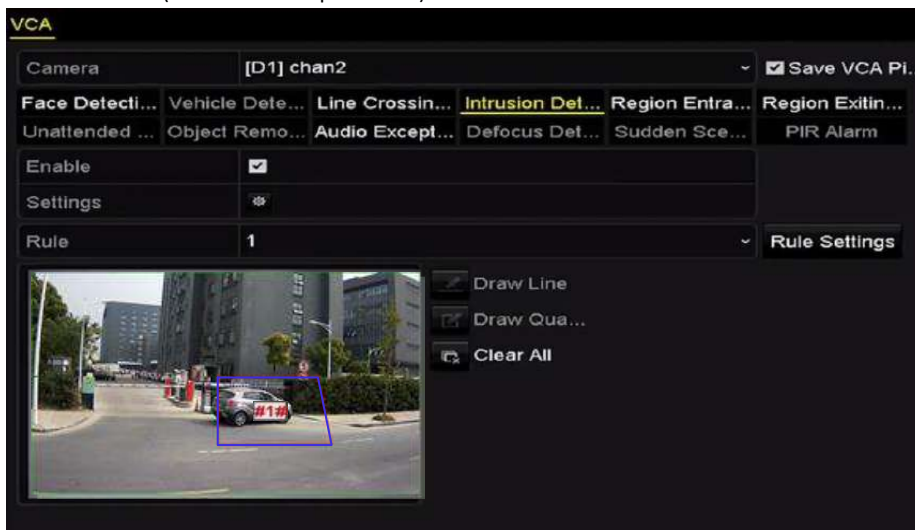 VCA
Camera [D1] chan2 Save VCA Pi.
Face Detecti... Vehicle Dete... Line Crossin... Intrusion Det... Region Entra... Region Exitin...
Unattended ... Object Remo... Audio Except... Defocus Det... Sudden Sce... PIR Alarm
Enable
Settings
Rule 1 Rule Settings
Draw Line
Draw Qua...
Clear All
#1#